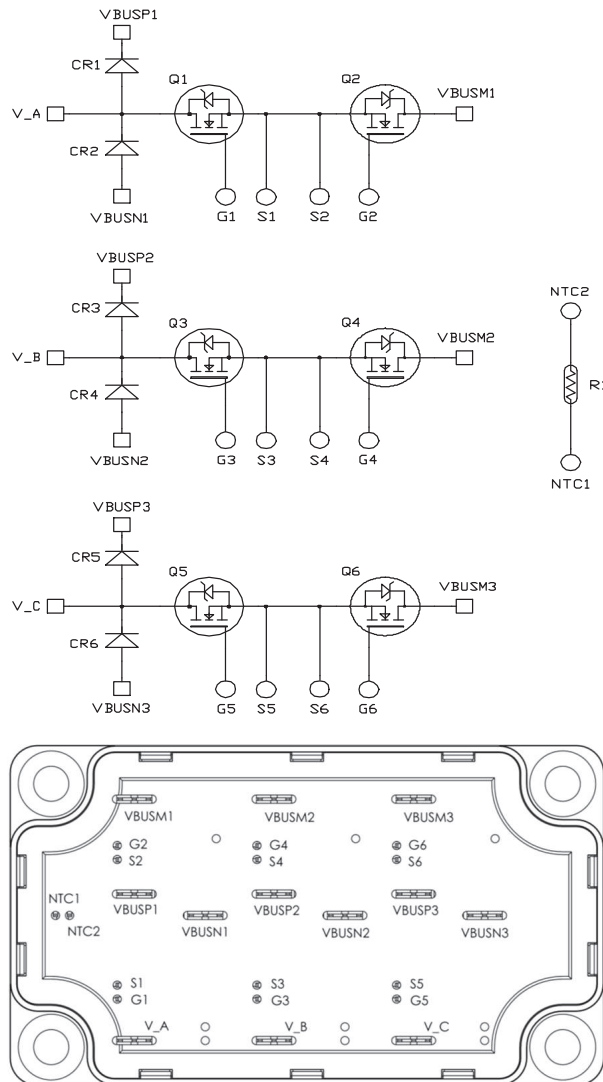 VBUSP1
CR1
Q1
Q2
VBUSM1
V_A
CR2
VBUSN1
G1
S1
S2
G2
VBUSP2
CR3
Q3
Q4
VBUSM2
NTC2
V_B
CR4
R1
VBUSN2
G3
S3
S4
G4
NTC1
VBUSP3
CR5
Q5
Q6
VBUSM3
V_C
CR6
VBUSN3
G5
S5
S6
G6
VBUSM1
VBUSM2
VBUSM3
G2
G4
G6
S2
S4
S6
NTC1
VBUSP1
VBUSP2
VBUSP3
NTC2
VBUSN1
VBUSN2
VBUSN3
S1
S3
S5
G1
G3
G5
V_A
V_B
V_C